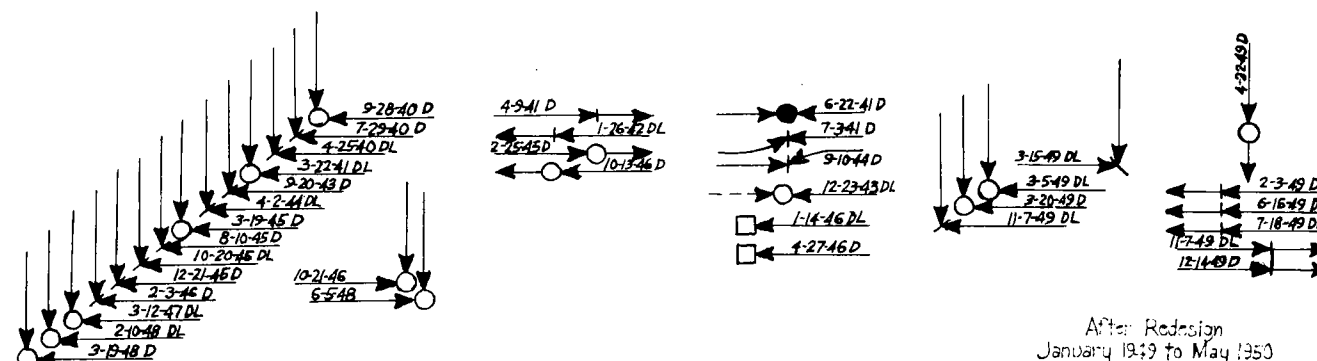 9-28-40 D
7-29-40 D
4-25-40 DL
3-22-41 DL
9-20-43 D
4-2-44 DL
3-19-45 D
8-10-45 D
10-20-45 DL
12-21-45 D
2-3-46 D
3-12-47 DL
2-10-48 DL
3-19-48 D
10-21-46
6-5-48
4-9-41 D
1-26-42 DL
2-25-45 D
10-13-46 D
6-22-41 D
7-3-41 D
9-10-44 D
12-23-43 DL
1-14-46 DL
4-27-46 D
3-15-49 DL
3-5-49 DL
3-20-49 D
11-7-49 DL
4-22-49 D
2-3-49 D
6-16-49 D
7-18-49 DL
11-7-49 DL
12-14-49 D
After Redesign
January 1949 to May 1950